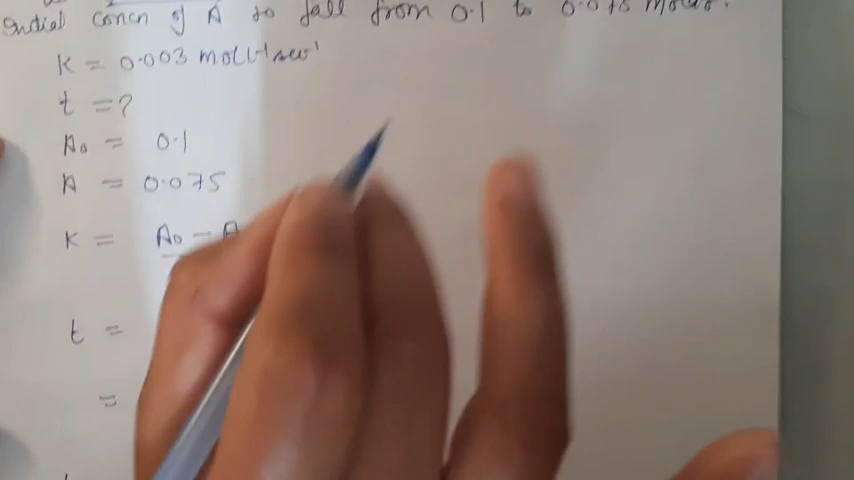 initial concn of A to fall from 0.1 to 0.075 molar.
K = 0.003 mol L-1 sec-1
t = ?
A₀ = 0.1
A = 0.075
K = A₀ - A
t =
=